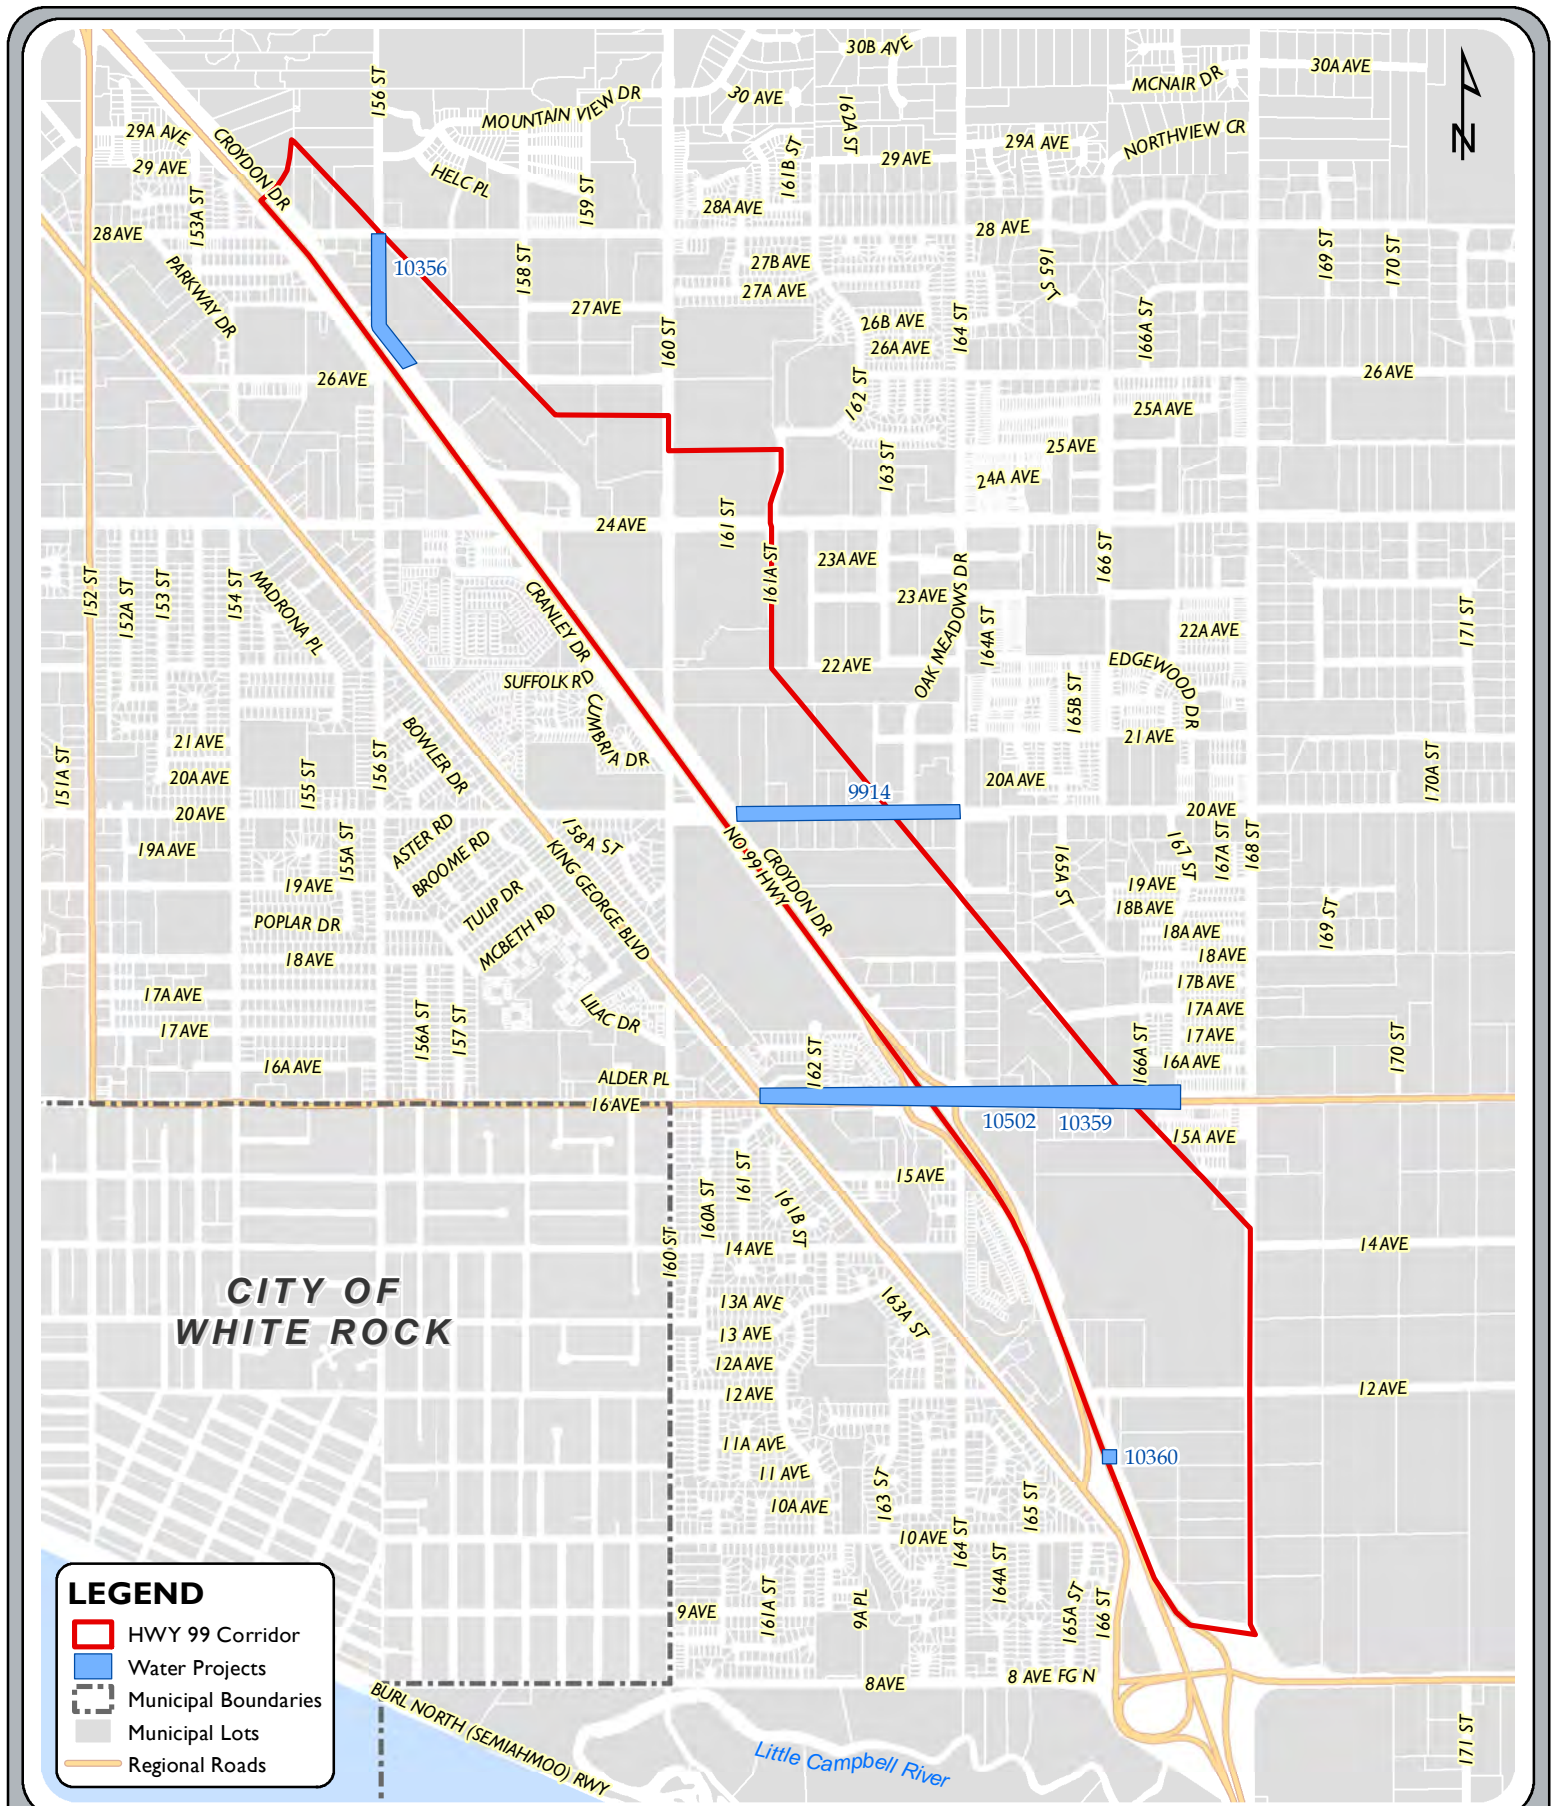 30B AVE
30A AVE
MCNAIR DR
156 ST
MOUNTAIN VIEW DR
30 AVE
162A ST
29A AVE
CROYDON DR
29A AVE
NORTHVIEW CR
29 AVE
161B ST
29 AVE
HELC PL
159 ST
153A ST
28A AVE
28 AVE
28 AVE
PARKWAY DR
10356
158 ST
27B AVE
27A AVE
165 ST
169 ST
170 ST
27 AVE
160 ST
26B AVE
26A AVE
164 ST
166A ST
26 AVE
162 ST
26 AVE
25A AVE
25 AVE
163 ST
24A AVE
24 AVE
161 ST
161A ST
23A AVE
166 ST
152 ST
152A ST
153 ST
154 ST
MADRONA PL
CRANLEY DR
23 AVE
OAK MEADOWS DR
164A ST
22A AVE
171 ST
22 AVE
EDGEWOOD DR
SUFFOLK RD
CUMBRIA DR
165B ST
21 AVE
BOWLER DR
21 AVE
151A ST
155 ST
156 ST
20A AVE
20A AVE
170A ST
9914
20 AVE
20 AVE
158A ST
ASTER RD
BROOME RD
KING GEORGE BLVD
NO 99 HWY
CROYDON DR
19A AVE
155A ST
165A ST
167 ST
167A ST
168 ST
19 AVE
19 AVE
TULIP DR
18B AVE
POPLAR DR
MCBETH RD
169 ST
18A AVE
18 AVE
18 AVE
17B AVE
17A AVE
LILAC DR
17A AVE
17 AVE
156A ST
157 ST
17 AVE
162 ST
166A ST
170 ST
16A AVE
16A AVE
ALDER PL
16 AVE
10502
10359
15A AVE
15 AVE
161 ST
160A ST
161B ST
160 ST
14 AVE
14 AVE
CITY OF
WHITE ROCK
13A AVE
163A ST
13 AVE
12A AVE
12 AVE
12 AVE
11A AVE
10360
11 AVE
163 ST
10A AVE
165 ST
10 AVE
164 ST
164A ST
9 AVE
161A ST
9A PL
165A ST
166 ST
8 AVE
8 AVE FG N
171 ST
BURL NORTH (SEMIAHMOO) RWY
Little Campbell River
N
LEGEND
HWY 99 Corridor
Water Projects
Municipal Boundaries
Municipal Lots
Regional Roads